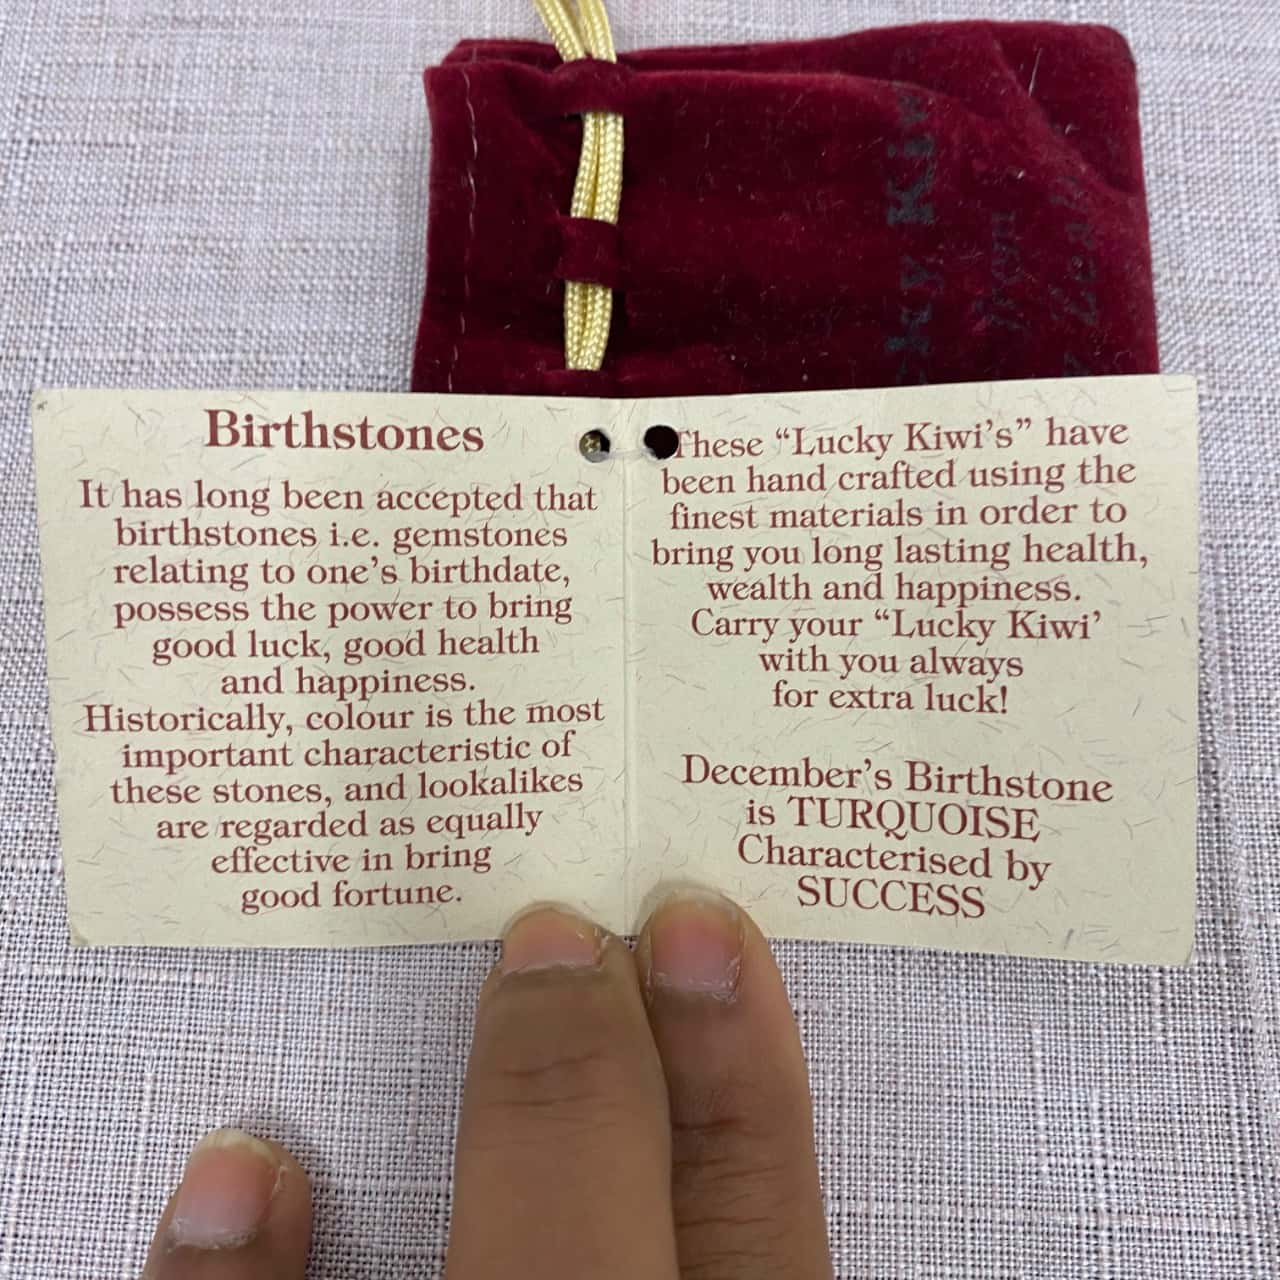 Birthstones
It has long been accepted that
birthstones i.e. gemstones
relating to one's birthdate,
possess the power to bring
good luck, good health
and happiness.
Historically, colour is the most
important characteristic of
these stones, and lookalikes
are regarded as equally
effective in bring
good fortune.
These "Lucky Kiwi's" have
been hand crafted using the
finest materials in order to
bring you long lasting health,
wealth and happiness.
Carry your "Lucky Kiwi'
with you always
for extra luck!
December's Birthstone
is TURQUOISE
Characterised by
SUCCESS